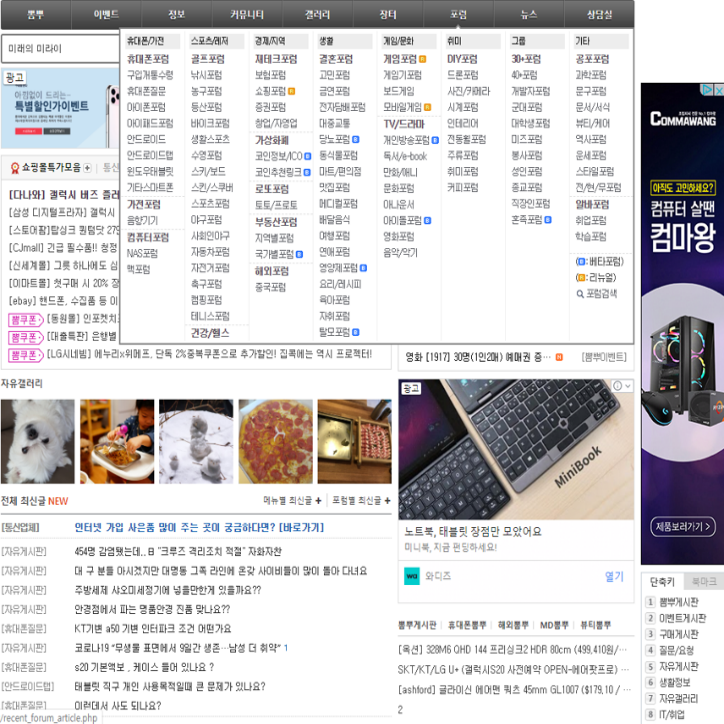 뽐뿌 이벤트 정보 커뮤니티 갤러리 장터 포럼 뉴스 상담실
미래의 미라이
광고
특별할인가이벤트
쇼핑몰특가모음 통신
[다나와] 갤럭시 버즈 플러
[삼성 디지털프라자] 갤럭시
[스토어팜]탑싱크 퀀텀닷 279
[CJmall] 긴급 필수품!! 청정
[신세계몰] 그릇 하나에도 심
[이마트몰] 첫구매 시 20% 장
[ebay] 핸드폰, 수집품 등 이
뽐쿠폰 [동원몰] 인포켓치
뽐쿠폰 [대출특판] 은행별
뽐쿠폰 [LG시네빔] 에누리x위메프, 단독 2%중복쿠폰으로 추가할인! 집콕에는 역시 프로젝터!
휴대폰/가전
휴대폰포럼
구입개통수령
휴대폰질문
아이폰포럼
아이패드포럼
안드로이드
안드로이드탭
윈도우태블릿
기타스마트폰
가전포럼
음향기기
컴퓨터포럼
NAS포럼
핵포럼
스포츠/레저
골프포럼
낚시포럼
농구포럼
등산포럼
바이크포럼
생활스포츠
수영포럼
스키/보드
스킨/스쿠버
스포츠포럼
야구포럼
사회인야구
자동차포럼
자전거포럼
축구포럼
캠핑포럼
테니스포럼
건강/헬스
경제/지역
재테크포럼
보험포럼
쇼핑포럼
증권포럼
창업/자영업
가상화폐
코인정보/ICO
코인추천링크
로또포럼
토토/프로토
부동산포럼
지역별포럼
국가별포럼
해외포럼
중국포럼
생활
결혼포럼
고민포럼
금연포럼
전자담배포럼
대중교통
당뇨포럼
동식물포럼
마트/편의점
맛집포럼
메디컬포럼
배달음식
여행포럼
연애포럼
영양제포럼
요리/레시피
육아포럼
자취포럼
탈모포럼
게임/문화
게임포럼
게임기포럼
보드게임
모바일게임
TV/드라마
개인방송포럼
독서/e-book
만화/애니
문화포럼
아나운서
아이돌포럼
영화포럼
음악/악기
취미
DIY포럼
드론포럼
사진/카메라
시계포럼
인테리어
전동휠포럼
주류포럼
취미포럼
커피포럼
그룹
30+포럼
40+포럼
개발자포럼
군대포럼
대학생포럼
미즈포럼
봉사포럼
성인포럼
종교포럼
직장인포럼
흔족포럼
기타
공포포럼
과학포럼
문구포럼
문서/서식
뷰티/케어
역사포럼
운세포럼
스타일포럼
전/현/무포럼
알바포럼
취업포럼
학습포럼
(B: 베타포럼)
(R: 리뉴얼)
포럼검색
영화 [1917] 30명(1인2매) 예매권 증… [뽐뿌이벤트]
자유갤러리
전체 최신글 NEW 메뉴별 최신글 + 포럼별 최신글 +
[통신업체] 인터넷 가입 사은품 많이 주는 곳이 궁금하다면? [바로가기]
[자유게시판] 454명 감염됐는데.. 日 "크루즈 격리조치 적절" 자화자찬
[자유게시판] 대 구 분들 아시겠지만 대명동 그쪽 라인에 온갖 사이비들이 많이 돌아 다녀요
[자유게시판] 주방세제 샤오미세정기에 넣을만한게 있을까요??
[자유게시판] 안경점에서 파는 명품안경 진품 맞나요??
[휴대폰질문] KT기변 a50 기변 인터파크 조건 어떤가요
[자유게시판] 코로나19 “무생물 표면에서 9일간 생존…남성 더 취약” 1
[휴대폰질문] s20 기본액보 , 케이스 들어 있나요 ?
[안드로이드탭] 태블릿 직구 개인 사용목적일때 큰 문제가 있나요?
[휴대폰질문] 이런데서 사도 되나요?
/recent_forum_article.php
광고
MiniBook
노트북, 태블릿 장점만 모았어요
미니북, 지금 펀딩하세요!
와디즈 열기
뽐뿌게시판 휴대폰뽐뿌 해외뽐뿌 MD뽐뿌 뷰티뽐뿌
[옥션] 328M6 QHD 144 프리싱크2 HDR 80cm (499,410원/…
SKT/KT/LG U+ (갤럭시S20 사전예약 OPEN-에어팟프로) …
[ashford] 글라이신 에어맨 쿼츠 45mm GL1007 ($179,10 / …
2
COMMAWANG
아직도 고민하세요?
컴퓨터 살땐
컴마왕
제품보러가기 >
단축키 북마크
1 뽐뿌게시판
2 이벤트게시판
3 구매게시판
4 질문/요청
5 자유게시판
6 생활정보
7 자유갤러리
8 IT/취업